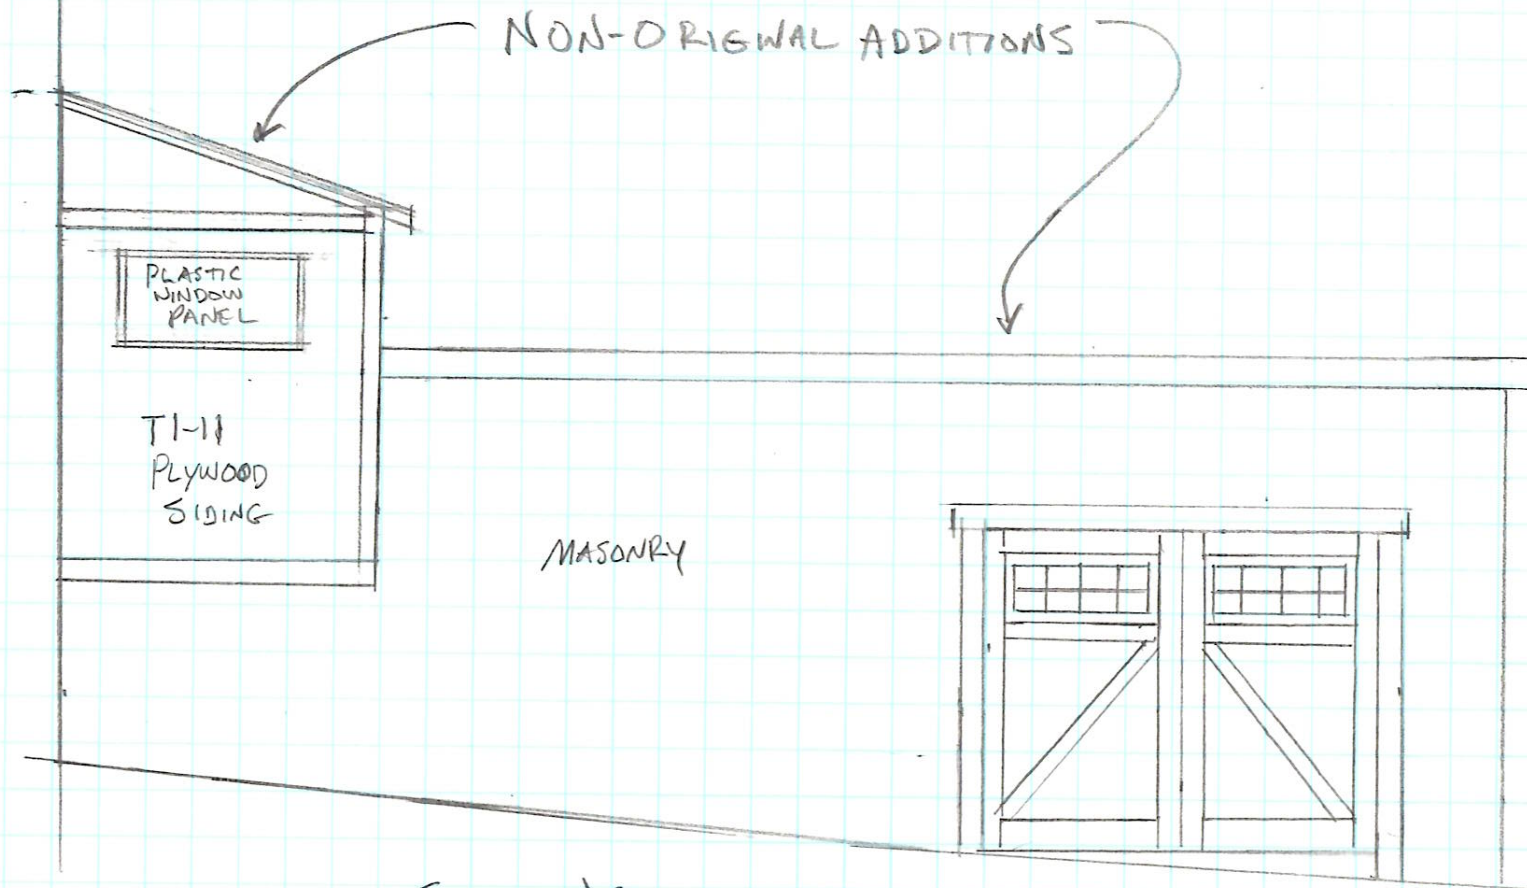 NON-ORIGINAL ADDITIONS
PLASTIC
WINDOW
PANEL
T1-11
PLYWOOD
SIDING
MASONRY